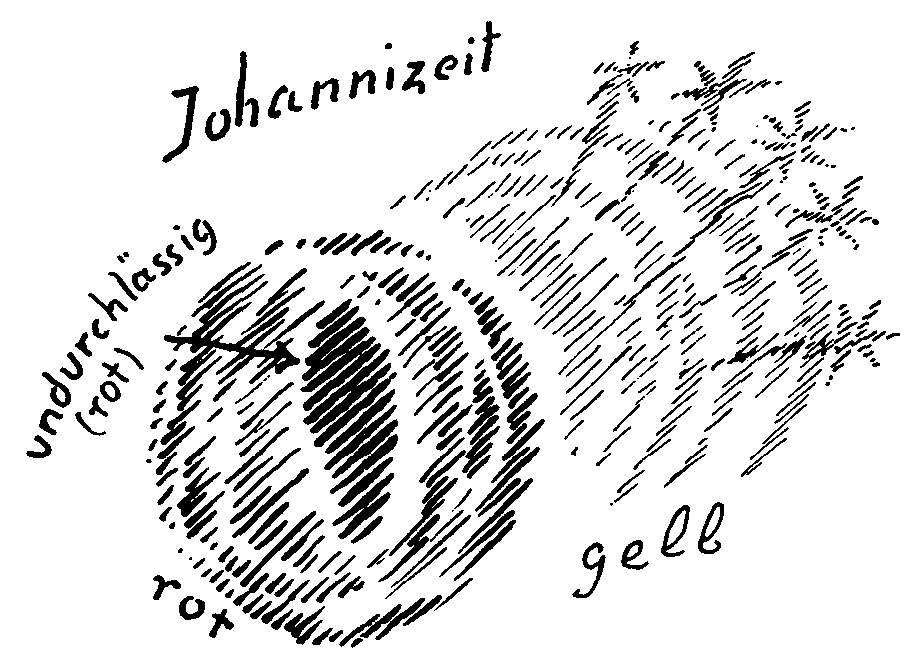 Johannizeit
undurchlässig
(rot)
rot
gelb